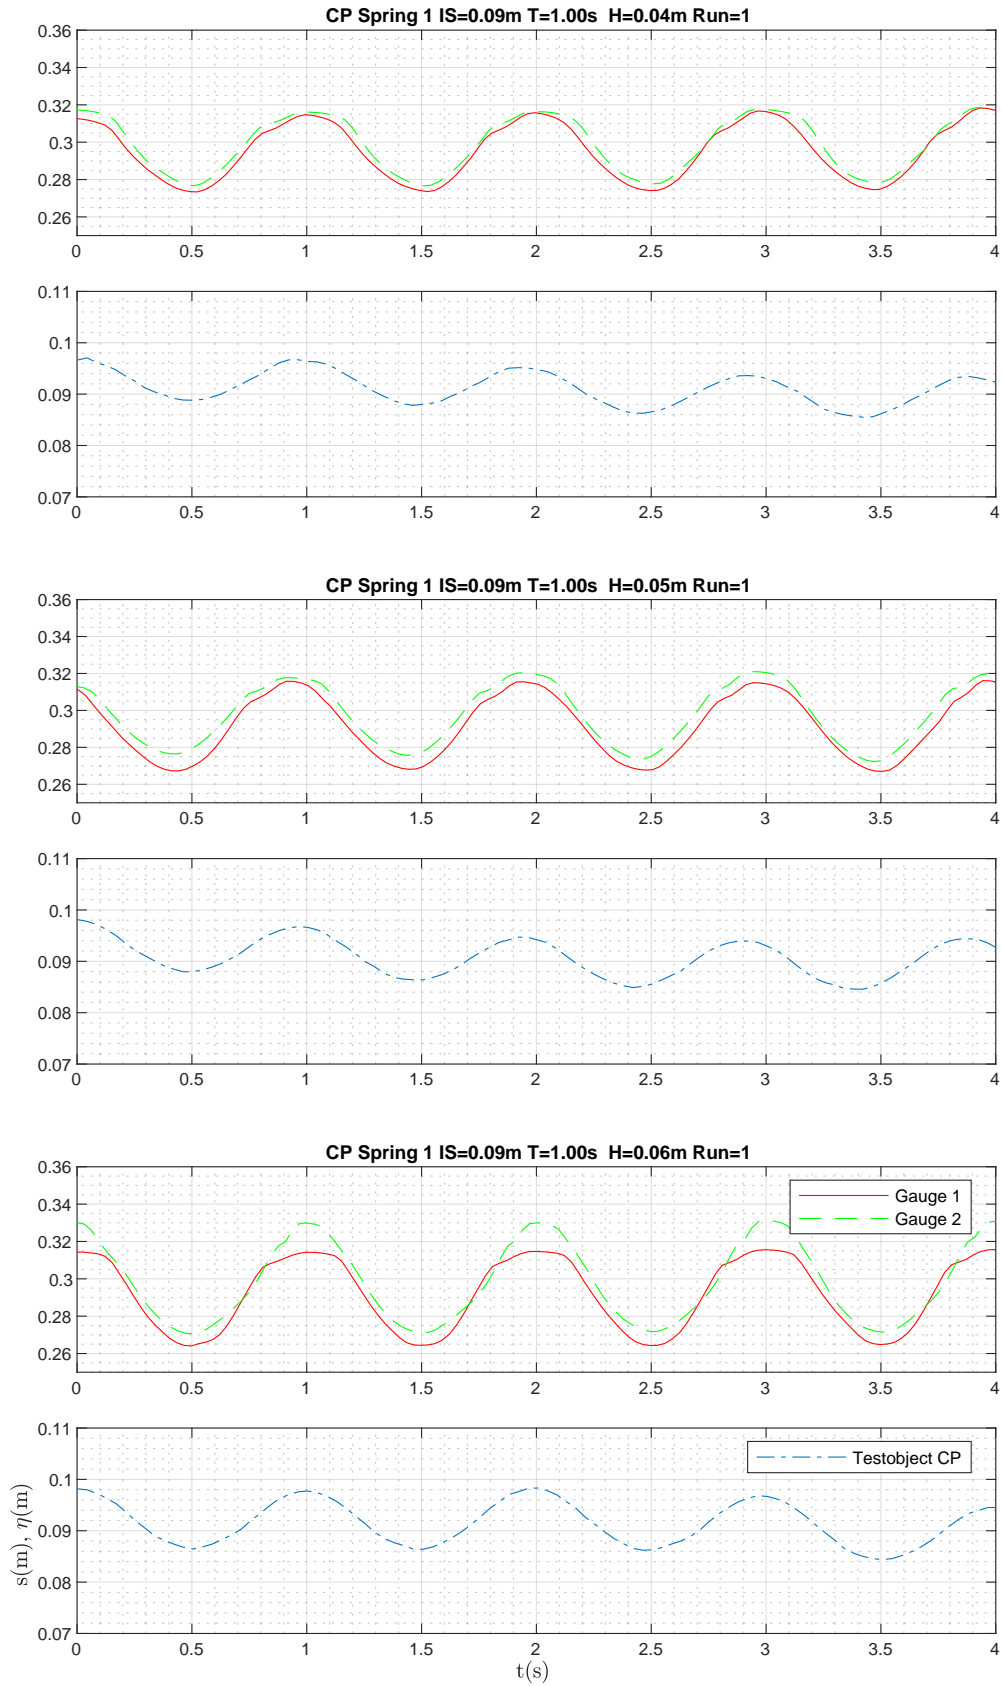 CP Spring 1 IS=0.09m T=1.00s  H=0.04m Run=1
0.36
0.34
0.32
0.3
0.28
0.26
0 0.5 1 1.5 2 2.5 3 3.5 4
0.11
0.1
0.09
0.08
0.07
0 0.5 1 1.5 2 2.5 3 3.5 4
CP Spring 1 IS=0.09m T=1.00s  H=0.05m Run=1
0.36
0.34
0.32
0.3
0.28
0.26
0 0.5 1 1.5 2 2.5 3 3.5 4
0.11
0.1
0.09
0.08
0.07
0 0.5 1 1.5 2 2.5 3 3.5 4
CP Spring 1 IS=0.09m T=1.00s  H=0.06m Run=1
0.36
0.34
0.32
0.3
0.28
0.26
Gauge 1
Gauge 2
0 0.5 1 1.5 2 2.5 3 3.5 4
0.11
0.1
0.09
0.08
0.07
Testobject CP
s(m), η(m)
0 0.5 1 1.5 2 2.5 3 3.5 4
t(s)